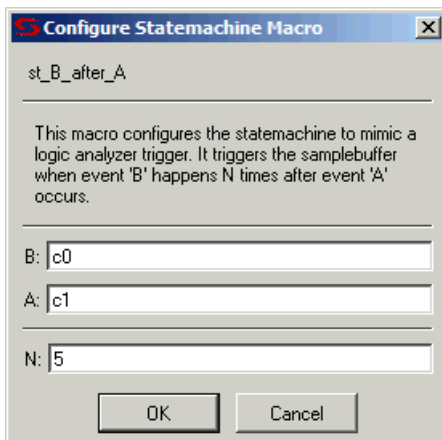 Configure Statemachine Macro
st_B_after_A
This macro configures the statemachine to mimic a
logic analyzer trigger. It triggers the samplebuffer
when event 'B' happens N times after event 'A'
occurs.
B: c0
A: c1
N: 5
OK Cancel